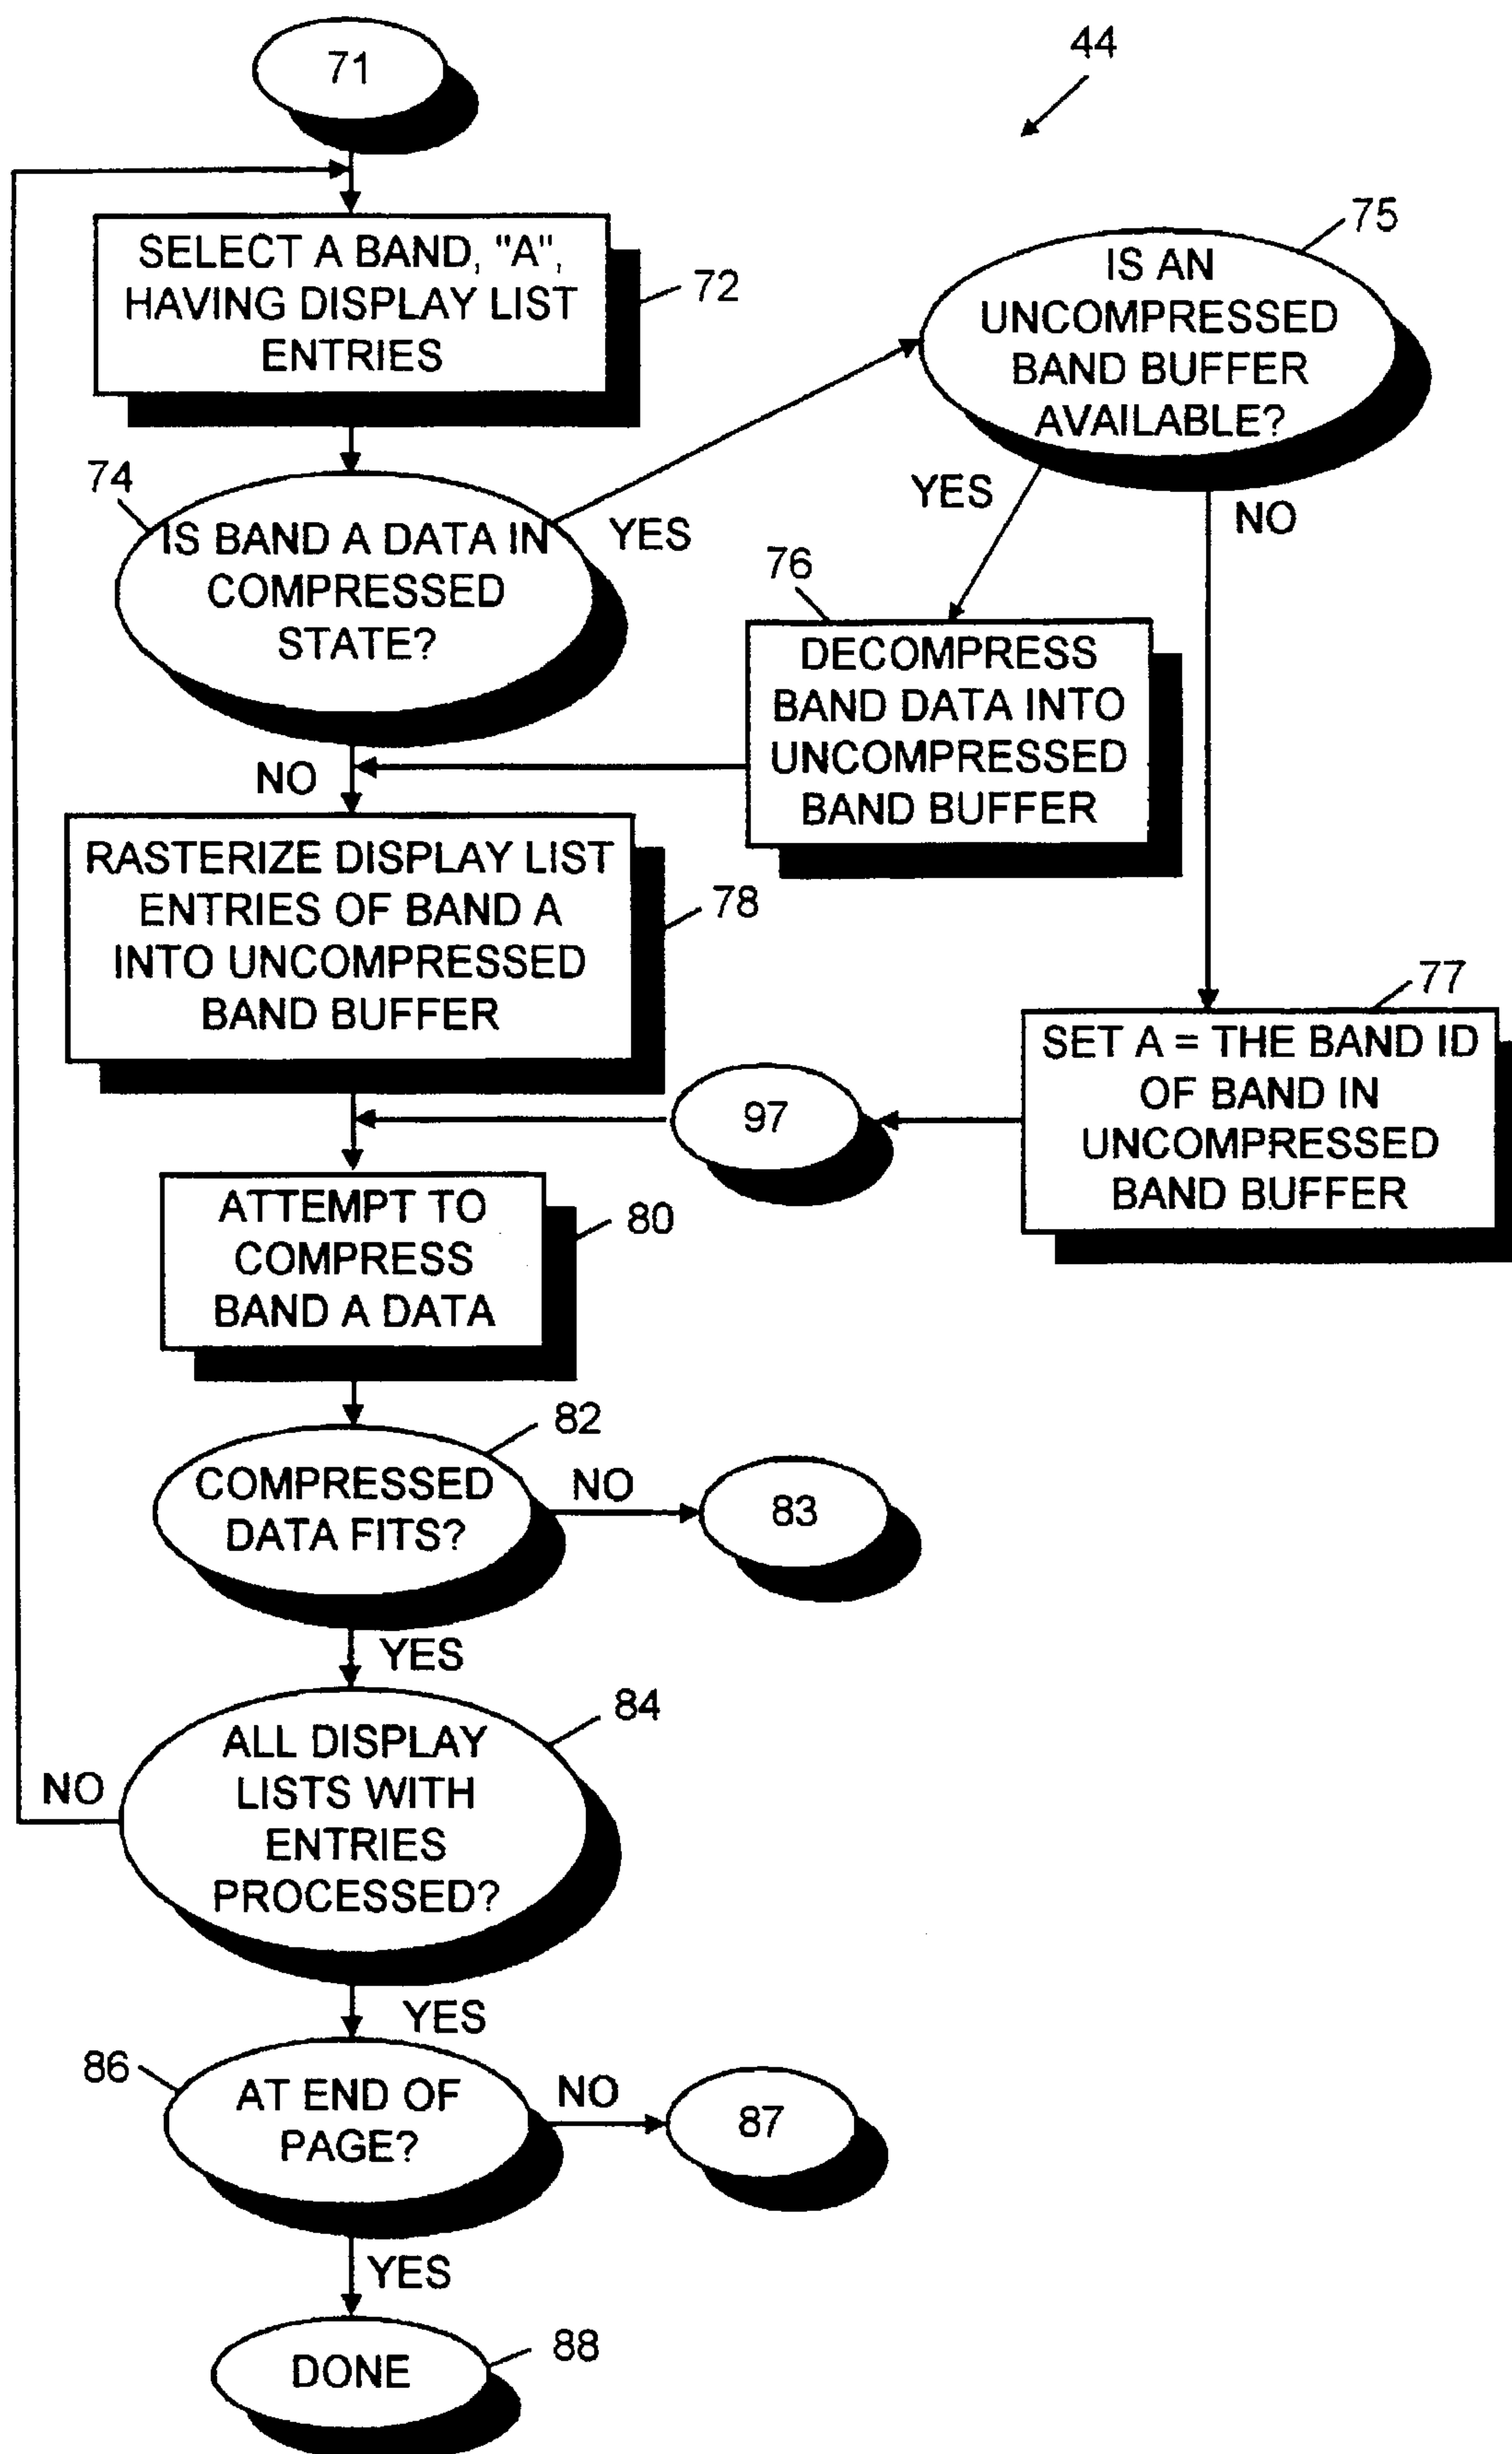 71
44
SELECT A BAND, "A",
HAVING DISPLAY LIST
ENTRIES
72
75
IS AN
UNCOMPRESSED
BAND BUFFER
AVAILABLE?
74
IS BAND A DATA IN
COMPRESSED
STATE?
YES
YES
NO
76
DECOMPRESS
BAND DATA INTO
UNCOMPRESSED
BAND BUFFER
NO
RASTERIZE DISPLAY LIST
ENTRIES OF BAND A
INTO UNCOMPRESSED
BAND BUFFER
78
77
SET A = THE BAND ID
OF BAND IN
UNCOMPRESSED
BAND BUFFER
97
ATTEMPT TO
COMPRESS
BAND A DATA
80
82
COMPRESSED
DATA FITS?
NO
83
YES
84
ALL DISPLAY
LISTS WITH
ENTRIES
PROCESSED?
NO
YES
86
AT END OF
PAGE?
NO
87
YES
DONE
88